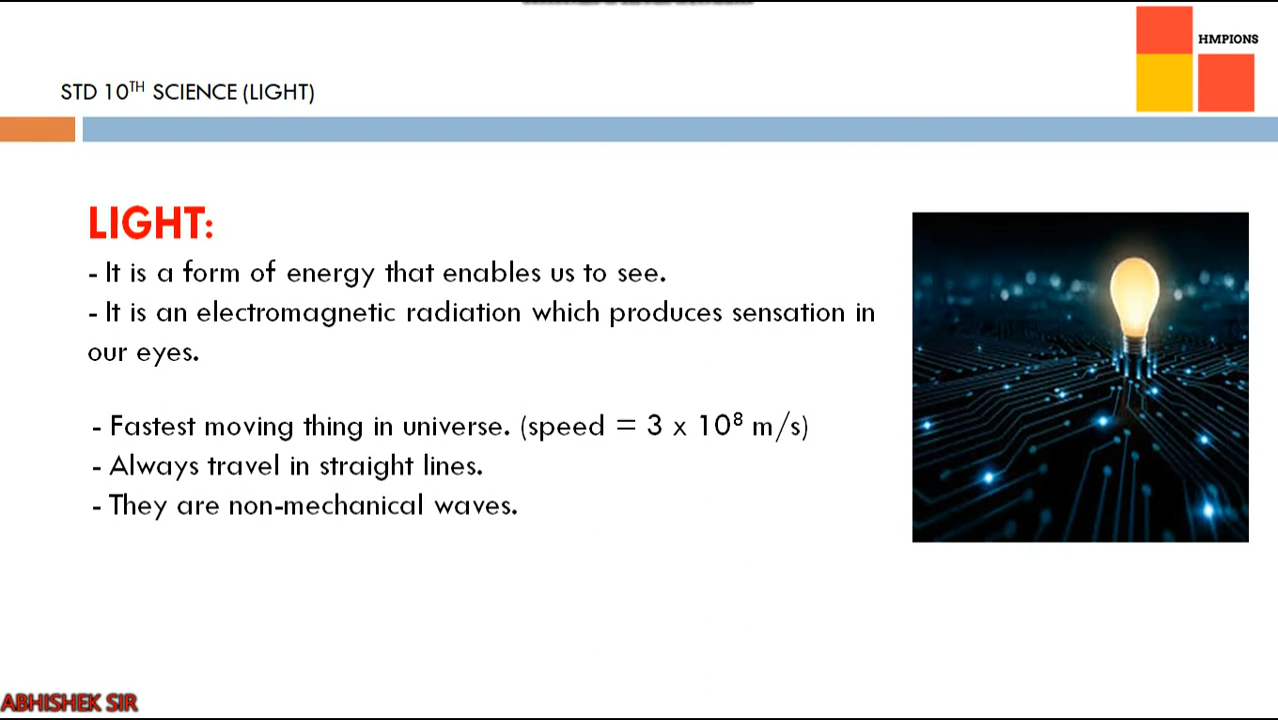 HMPIONS
STD 10TH SCIENCE (LIGHT)
LIGHT:
- It is a form of energy that enables us to see.
- It is an electromagnetic radiation which produces sensation in
our eyes.
- Fastest moving thing in universe. (speed = 3 x 10⁸ m/s)
- Always travel in straight lines.
- They are non-mechanical waves.
ABHISHEK SIR